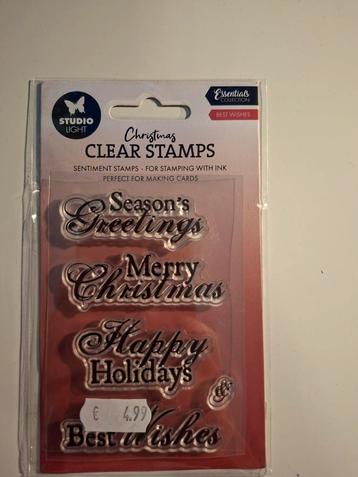 STUDIO
LIGHT
Essentials
COLLECTION
BEST WISHES
Christmas
CLEAR STAMPS
SENTIMENT STAMPS - FOR STAMPING WITH INK
PERFECT FOR MAKING CARDS
Season's
Greetings
Merry
Christmas
Happy
Holidays
&
€ 4.99
Best Wishes